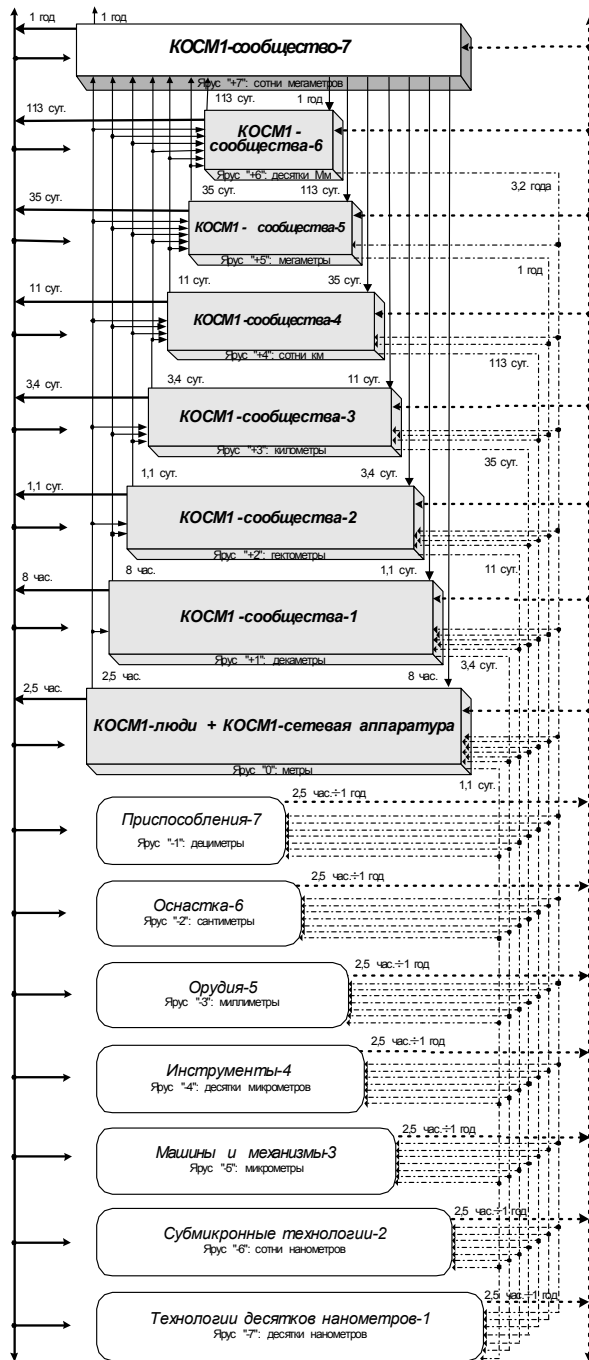 1 год
1 год
КОСМ1-сообщество-7
Ярус "+7": сотни мегаметров
113 сут.
1 год
113 сут.
КОСМ1 -
сообщества-6
Ярус "+6": десятки Мм
35 сут.
113 сут.
3,2 года
35 сут.
КОСМ1 - сообщества-5
Ярус "+5": мегаметры
1 год
11 сут.
35 сут.
11 сут.
КОСМ1-сообщества-4
Ярус "+4": сотни км
113 сут.
3,4 сут.
11 сут.
3,4 сут.
КОСМ1 -сообщества-3
Ярус "+3": километры
35 сут.
1,1 сут.
3,4 сут.
1,1 сут.
КОСМ1 -сообщества-2
Ярус "+2": гектометры
11 сут.
8 час.
1,1 сут.
8 час.
КОСМ1 -сообщества-1
Ярус "+1": декаметры
3,4 сут.
2,5 час.
8 час.
2,5 час.
КОСМ1-люди + КОСМ1-сетевая аппаратура
Ярус "0": метры
1,1 сут.
2,5 час.÷1 год
Приспособления-7
Ярус "-1": дециметры
2,5 час.÷1 год
Оснастка-6
Ярус "-2": сантиметры
2,5 час.÷1 год
Орудия-5
Ярус "-3": миллиметры
2,5 час.÷1 год
Инструменты-4
Ярус "-4": десятки микрометров
2,5 час.÷1 год
Машины и механизмы-3
Ярус "-5": микрометры
2,5 час.÷1 год
Субмикронные технологии-2
Ярус "-6": сотни нанометров
2,5 час.÷1 год
Технологии десятков нанометров-1
Ярус "-7": десятки нанометров